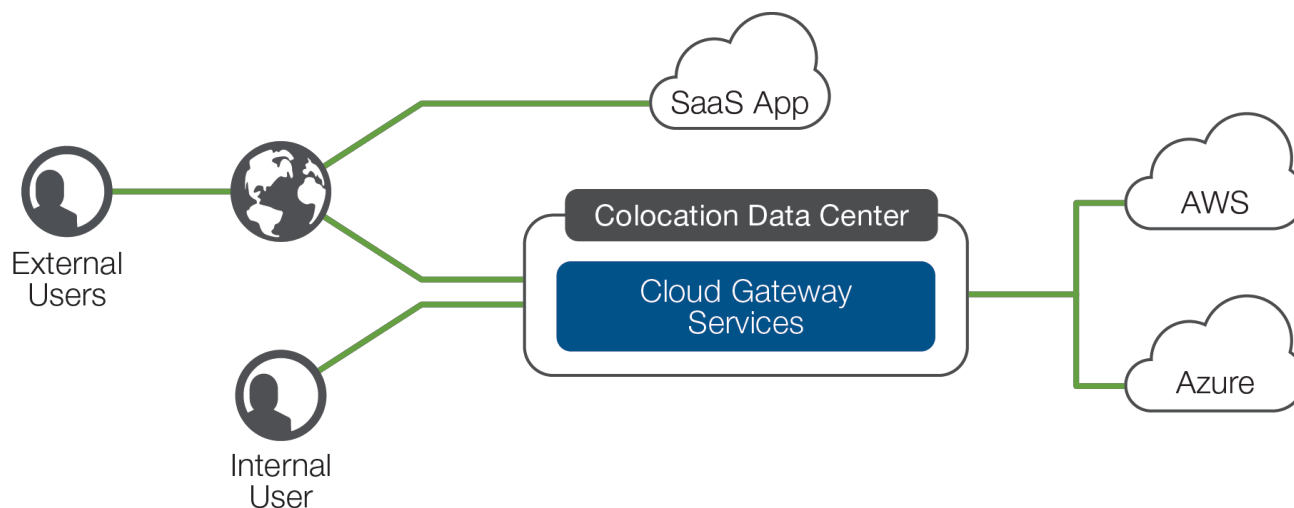 SaaS App
External
Users
Colocation Data Center
Cloud Gateway
Services
AWS
Azure
Internal
User